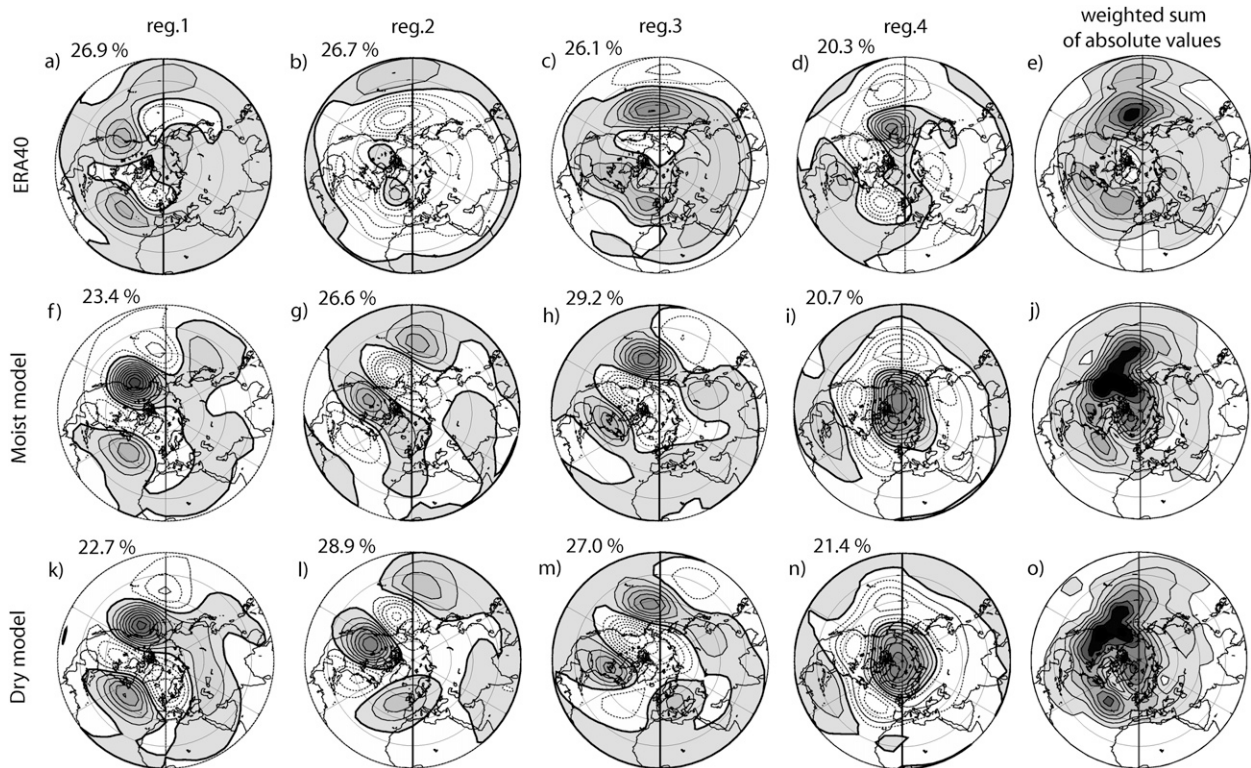 reg.1
reg.2
reg.3
reg.4
weighted sum
of absolute values
ERA40
a)
26.9 %
b)
26.7 %
c)
26.1 %
d)
20.3 %
e)
Moist model
f)
23.4 %
g)
26.6 %
h)
29.2 %
i)
20.7 %
j)
Dry model
k)
22.7 %
l)
28.9 %
m)
27.0 %
n)
21.4 %
o)